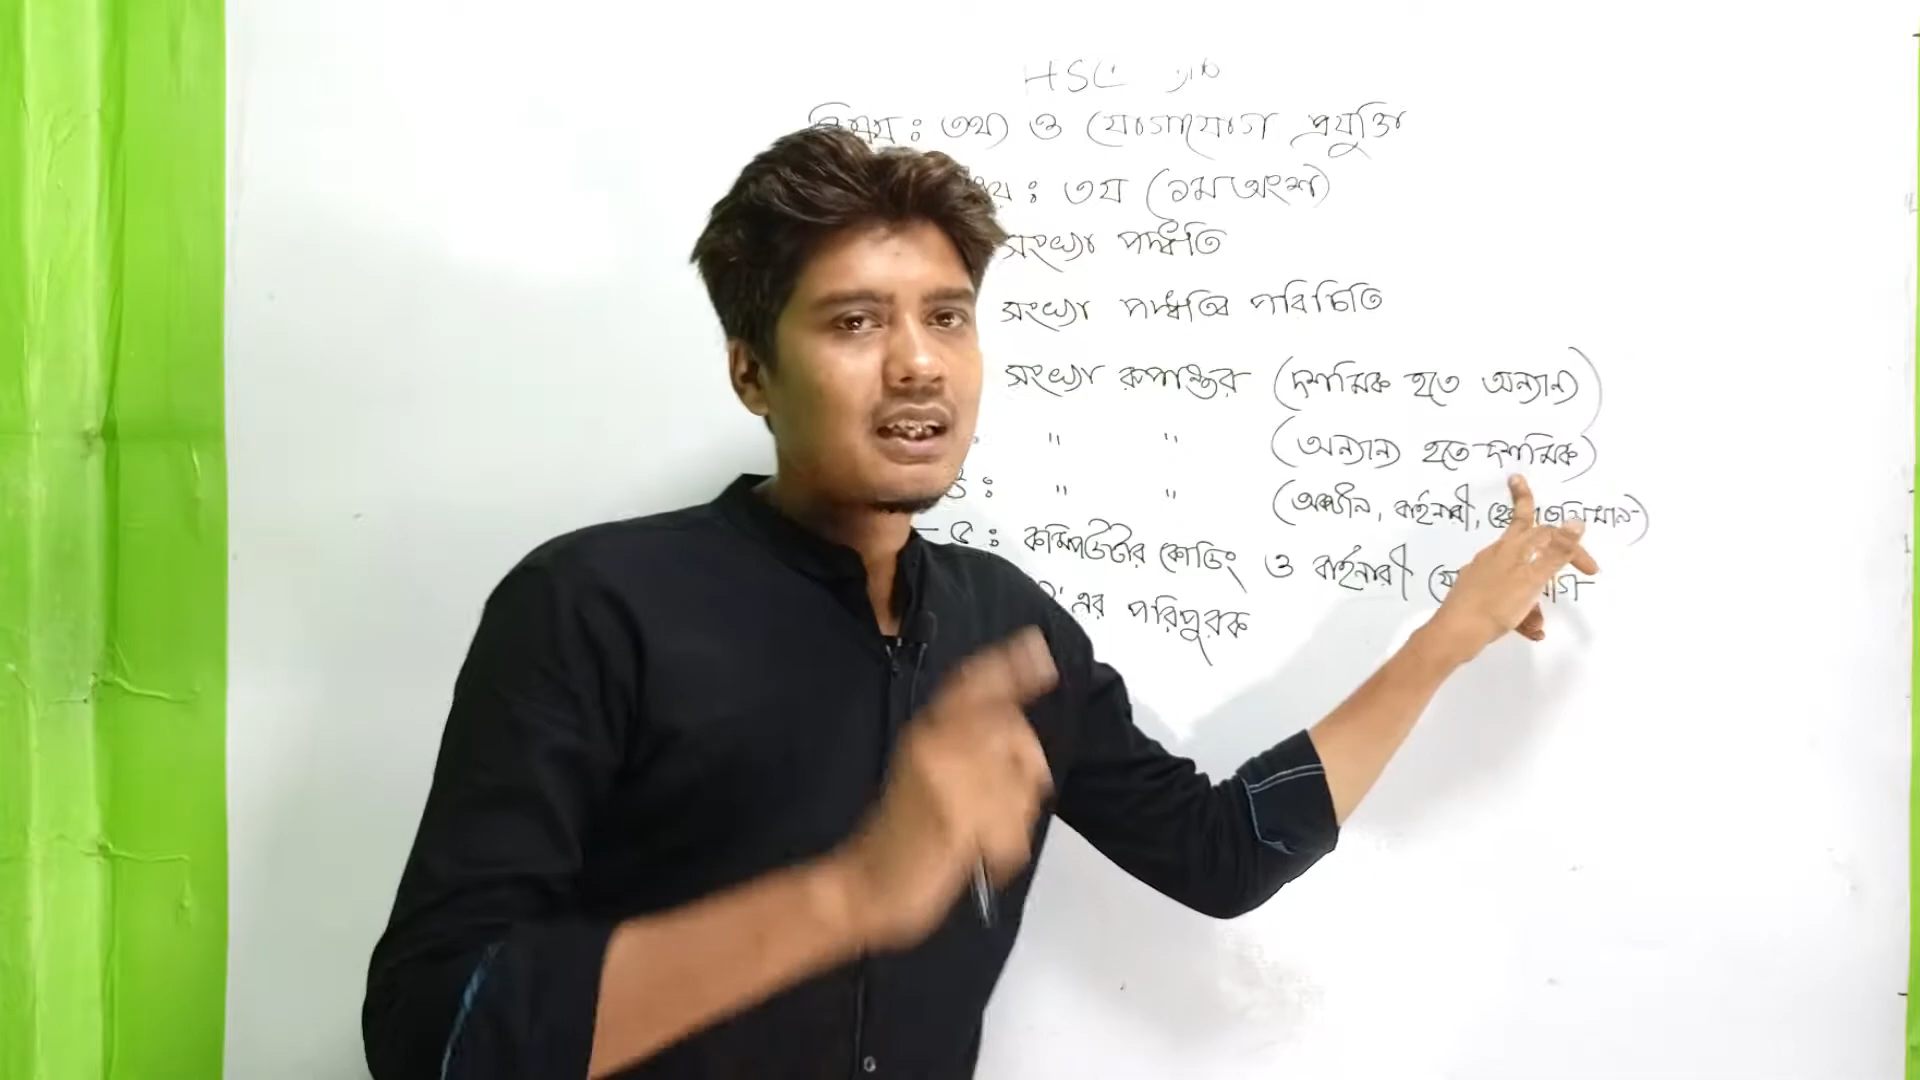 HSC
বিষয় : তথ্য ও যোগাযোগ প্রযুক্তি
: ৩য় (১ম অংশ)
সংখ্যা পদ্ধতি
সংখ্যা পদ্ধতির পরিচিতি
সংখ্যা রূপান্তর (দশমিক হতে অন্যান্য)
" " (অন্যান্য হতে দশমিক)
: " " (অক্টাল, বাইনারী,
- ৫ : কম্পিউটার কোডিং ও বাইনারী
এর পরিপুরক